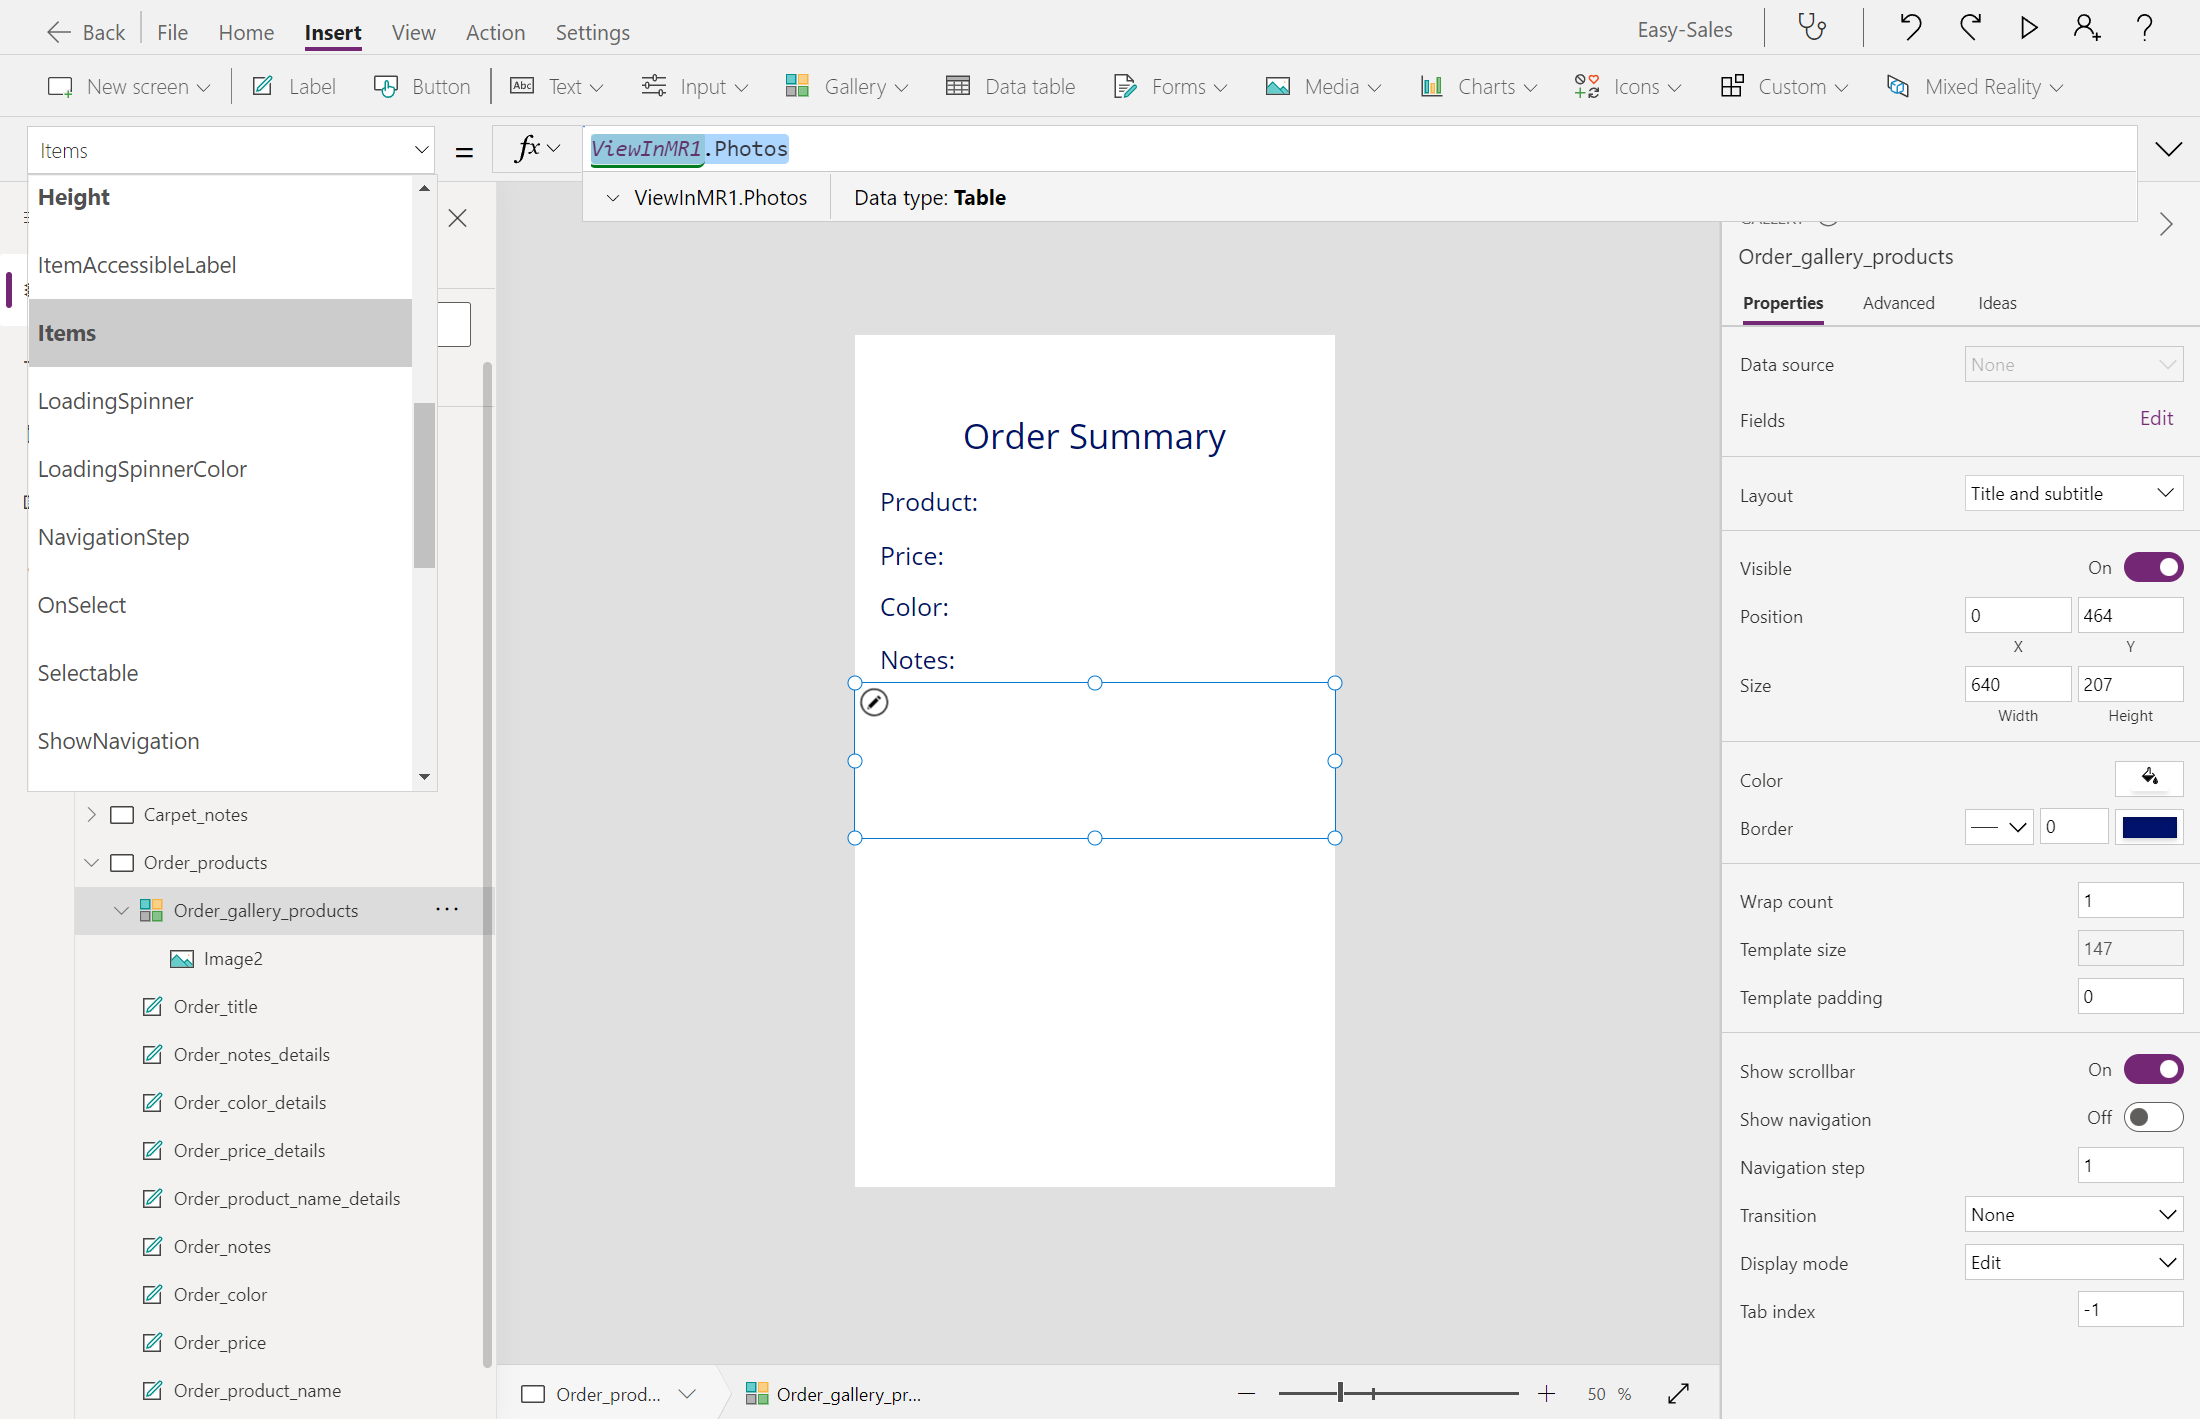 Back File Home Insert View Action Settings Easy-Sales
New screen Label Button Abc Text Input Gallery Data table Forms Media Charts Icons Custom Mixed Reality
Items = fx ViewInMR1.Photos
ViewInMR1.Photos Data type: Table
Height
ItemAccessibleLabel
Items
LoadingSpinner
LoadingSpinnerColor
NavigationStep
OnSelect
Selectable
ShowNavigation
Carpet_notes
Order_products
Order_gallery_products ...
Image2
Order_title
Order_notes_details
Order_color_details
Order_price_details
Order_product_name_details
Order_notes
Order_color
Order_price
Order_product_name
Order Summary
Product:
Price:
Color:
Notes:
Order_prod... Order_gallery_pr... 50 %
Order_gallery_products
Properties Advanced Ideas
Data source None
Fields Edit
Layout Title and subtitle
Visible On
Position 0 464
X Y
Size 640 207
Width Height
Color
Border 0
Wrap count 1
Template size 147
Template padding 0
Show scrollbar On
Show navigation Off
Navigation step 1
Transition None
Display mode Edit
Tab index -1